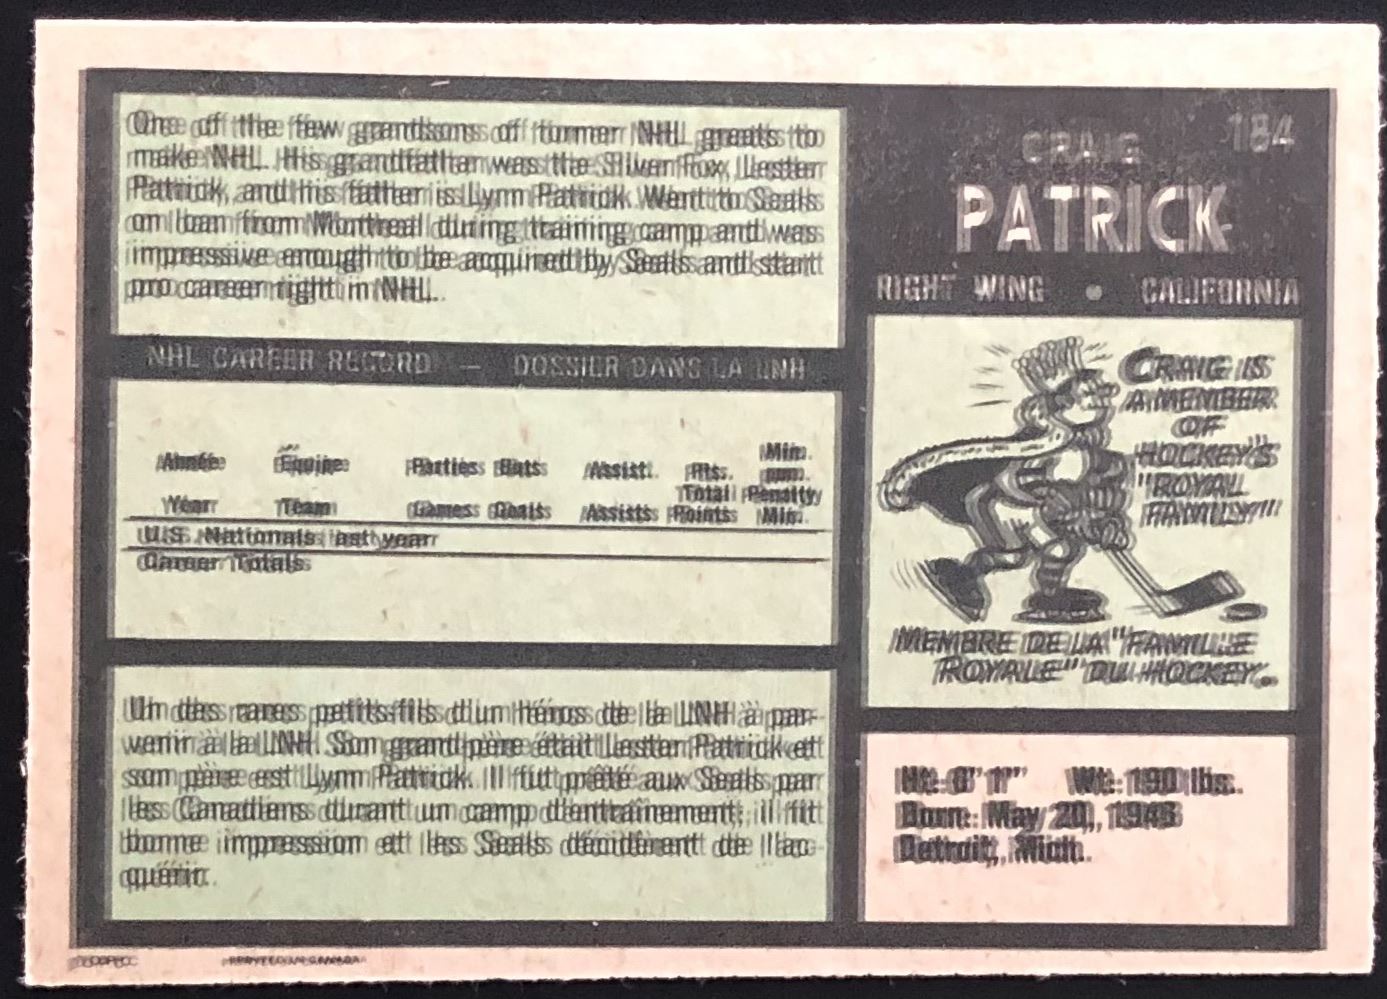 One of the few grandsons of former NHL greats to
make NHL. His grandfather was the Silver Fox, Lester
Patrick, and his father is Lynn Patrick. Went to Seals
on loan from Montreal during training camp and was
impressive enough to be acquired by Seals and start
pro career right in NHL.
NHL CAREER RECORD — DOSSIER DANS LA LNH
Année Equipe Parties Buts Assist. Pts. Min. pun.
Year Team Games Goals Assists Total Points Penalty Min.
U.S. Nationals last year
Career Totals
Un des rares petits-fils d'un héros de la LNH à par-
venir à la LNH. Son grand-père était Lester Patrick et
son père est Lynn Patrick. Il fut prêté aux Seals par
les Canadiens durant un camp d'entraînement; il fit
bonne impression et les Seals décidèrent de l'ac-
quérir.
184
CRAIG
PATRICK
RIGHT WING • CALIFORNIA
CRAIG IS
A MEMBER
OF
HOCKEY'S
"ROYAL
FAMILY"
MEMBRE DE LA "FAMILLE
ROYALE" DU HOCKEY.
Ht: 6' 1" Wt: 190 lbs.
Born: May 20, 1946
Detroit, Mich.
PRINTED IN CANADA